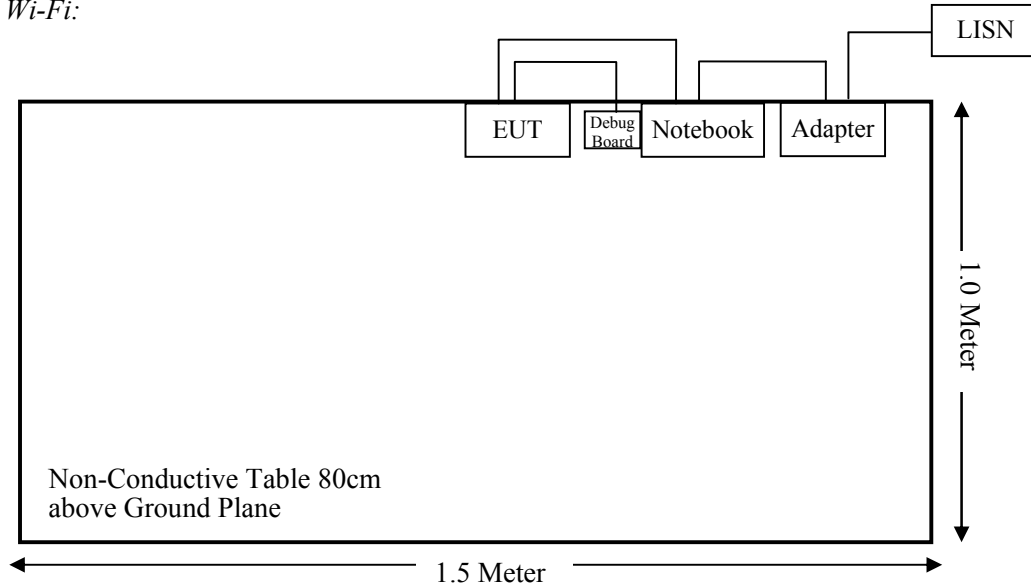 Wi-Fi:
LISN
EUT
Debug
Board
Notebook
Adapter
1.0 Meter
Non-Conductive Table 80cm
above Ground Plane
1.5 Meter